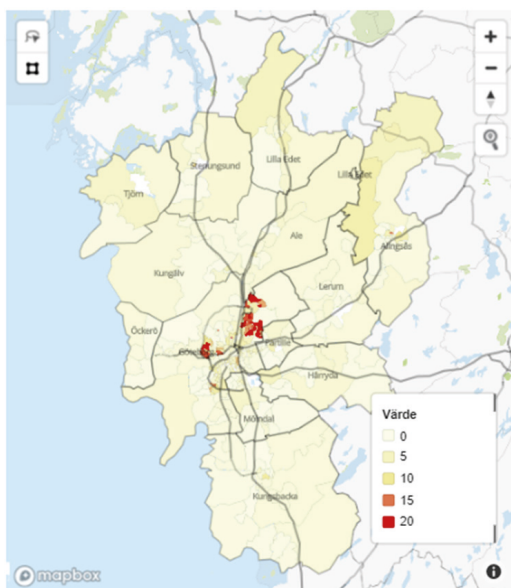 Stenungsund
Lilla Edet
Lilla Edet
Tjörn
Ale
Alingsås
Kungälv
Lerum
Öckerö
Partille
Härryda
Mölndal
Kungsbacka
Värde
0
5
10
15
20
mapbox